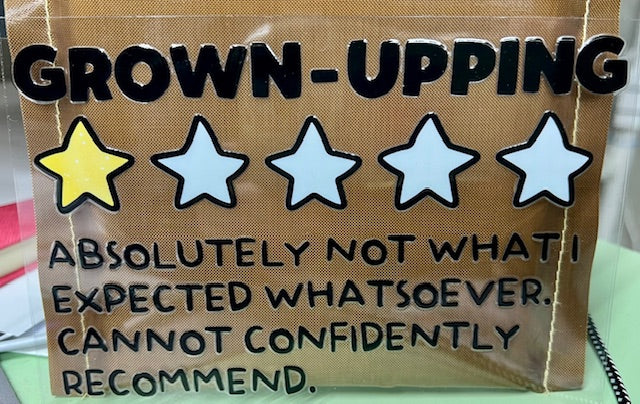 GROWN-UPPING
ABSOLUTELY NOT WHAT I
EXPECTED WHATSOEVER.
CANNOT CONFIDENTLY
RECOMMEND.